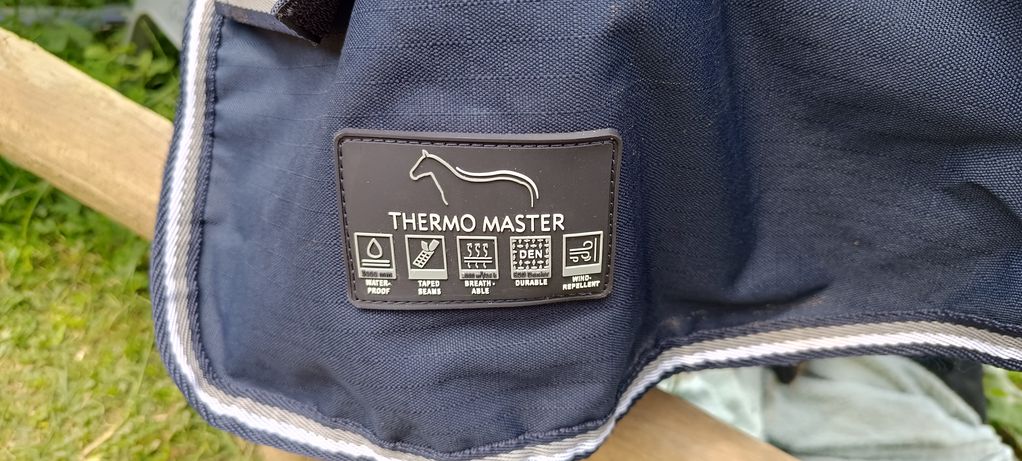 THERMO MASTER
DEN
WATER-
PROOF
TAPED
SEAMS
BREATH-
ABLE
DURABLE
WIND-
REPELLENT